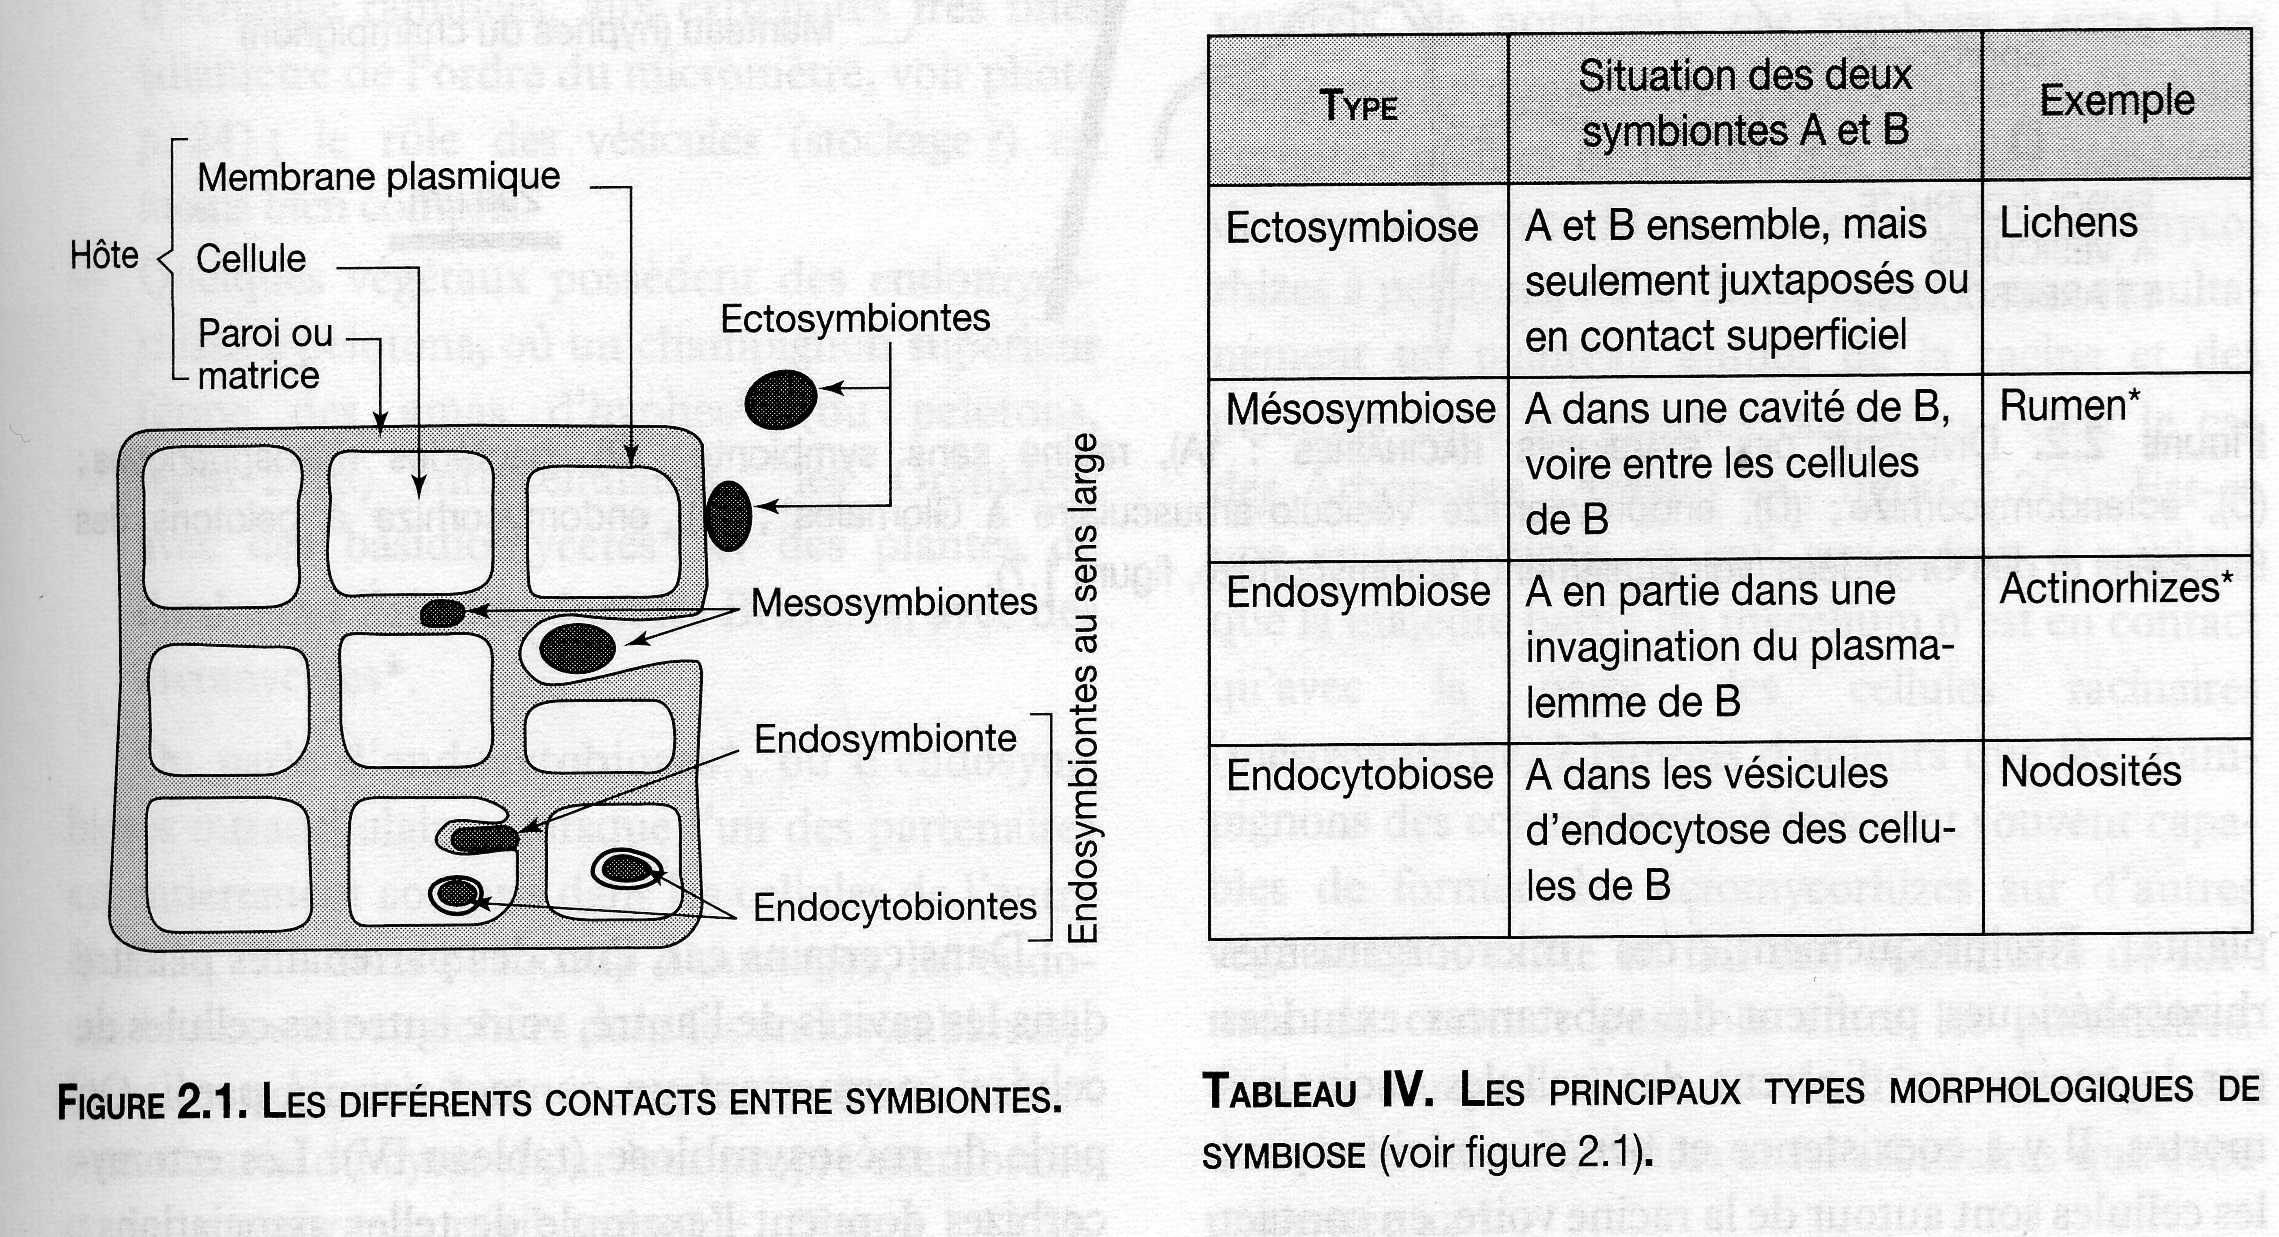 Hôte
Membrane plasmique
Cellule
Paroi ou
matrice
Ectosymbiontes
Mesosymbiontes
Endosymbionte
Endocytobiontes
Endosymbiontes au sens large
FIGURE 2.1. LES DIFFÉRENTS CONTACTS ENTRE SYMBIONTES.
TYPE
Situation des deux
symbiontes A et B
Exemple
Ectosymbiose
A et B ensemble, mais
seulement juxtaposés ou
en contact superficiel
Lichens
Mésosymbiose
A dans une cavité de B,
voire entre les cellules
de B
Rumen*
Endosymbiose
A en partie dans une
invagination du plasma-
lemme de B
Actinorhizes*
Endocytobiose
A dans les vésicules
d'endocytose des cellu-
les de B
Nodosités
TABLEAU IV. LES PRINCIPAUX TYPES MORPHOLOGIQUES DE
SYMBIOSE (voir figure 2.1).